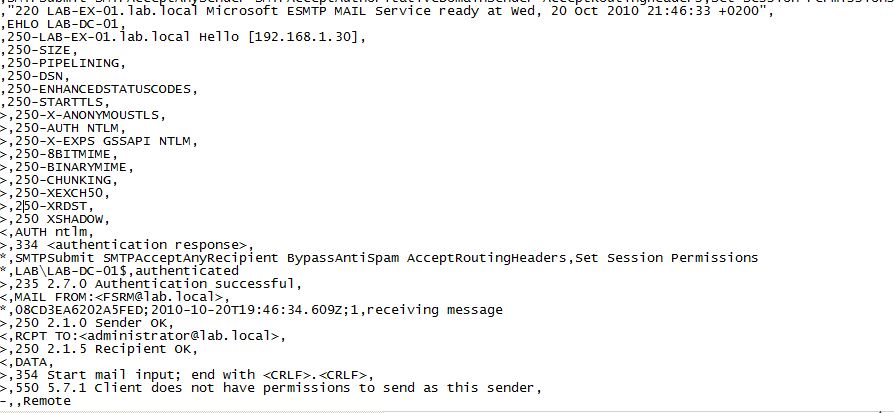 ,"220 LAB-EX-01.lab.local Microsoft ESMTP MAIL Service ready at Wed, 20 Oct 2010 21:46:33 +0200",
,EHLO LAB-DC-01,
,250-LAB-EX-01.lab.local Hello [192.168.1.30],
,250-SIZE,
,250-PIPELINING,
,250-DSN,
,250-ENHANCEDSTATUSCODES,
,250-STARTTLS,
>,250-X-ANONYMOUSTLS,
>,250-AUTH NTLM,
>,250-X-EXPS GSSAPI NTLM,
>,250-8BITMIME,
>,250-BINARYMIME,
>,250-CHUNKING,
>,250-XEXCH50,
>,250-XRDST,
>,250 XSHADOW,
<,AUTH ntlm,
>,334 <authentication response>,
*,SMTPSubmit SMTPAcceptAnyRecipient BypassAntiSpam AcceptRoutingHeaders,Set Session Permissions
*,LAB\LAB-DC-01$,authenticated
>,235 2.7.0 Authentication successful,
<,MAIL FROM:<FSRM@lab.local>,
*,08CD3EA6202A5FED;2010-10-20T19:46:34.609Z;1,receiving message
>,250 2.1.0 Sender OK,
<,RCPT TO:<administrator@lab.local>,
>,250 2.1.5 Recipient OK,
<,DATA,
>,354 Start mail input; end with <CRLF>.<CRLF>,
>,550 5.7.1 Client does not have permissions to send as this sender,
-,,Remote